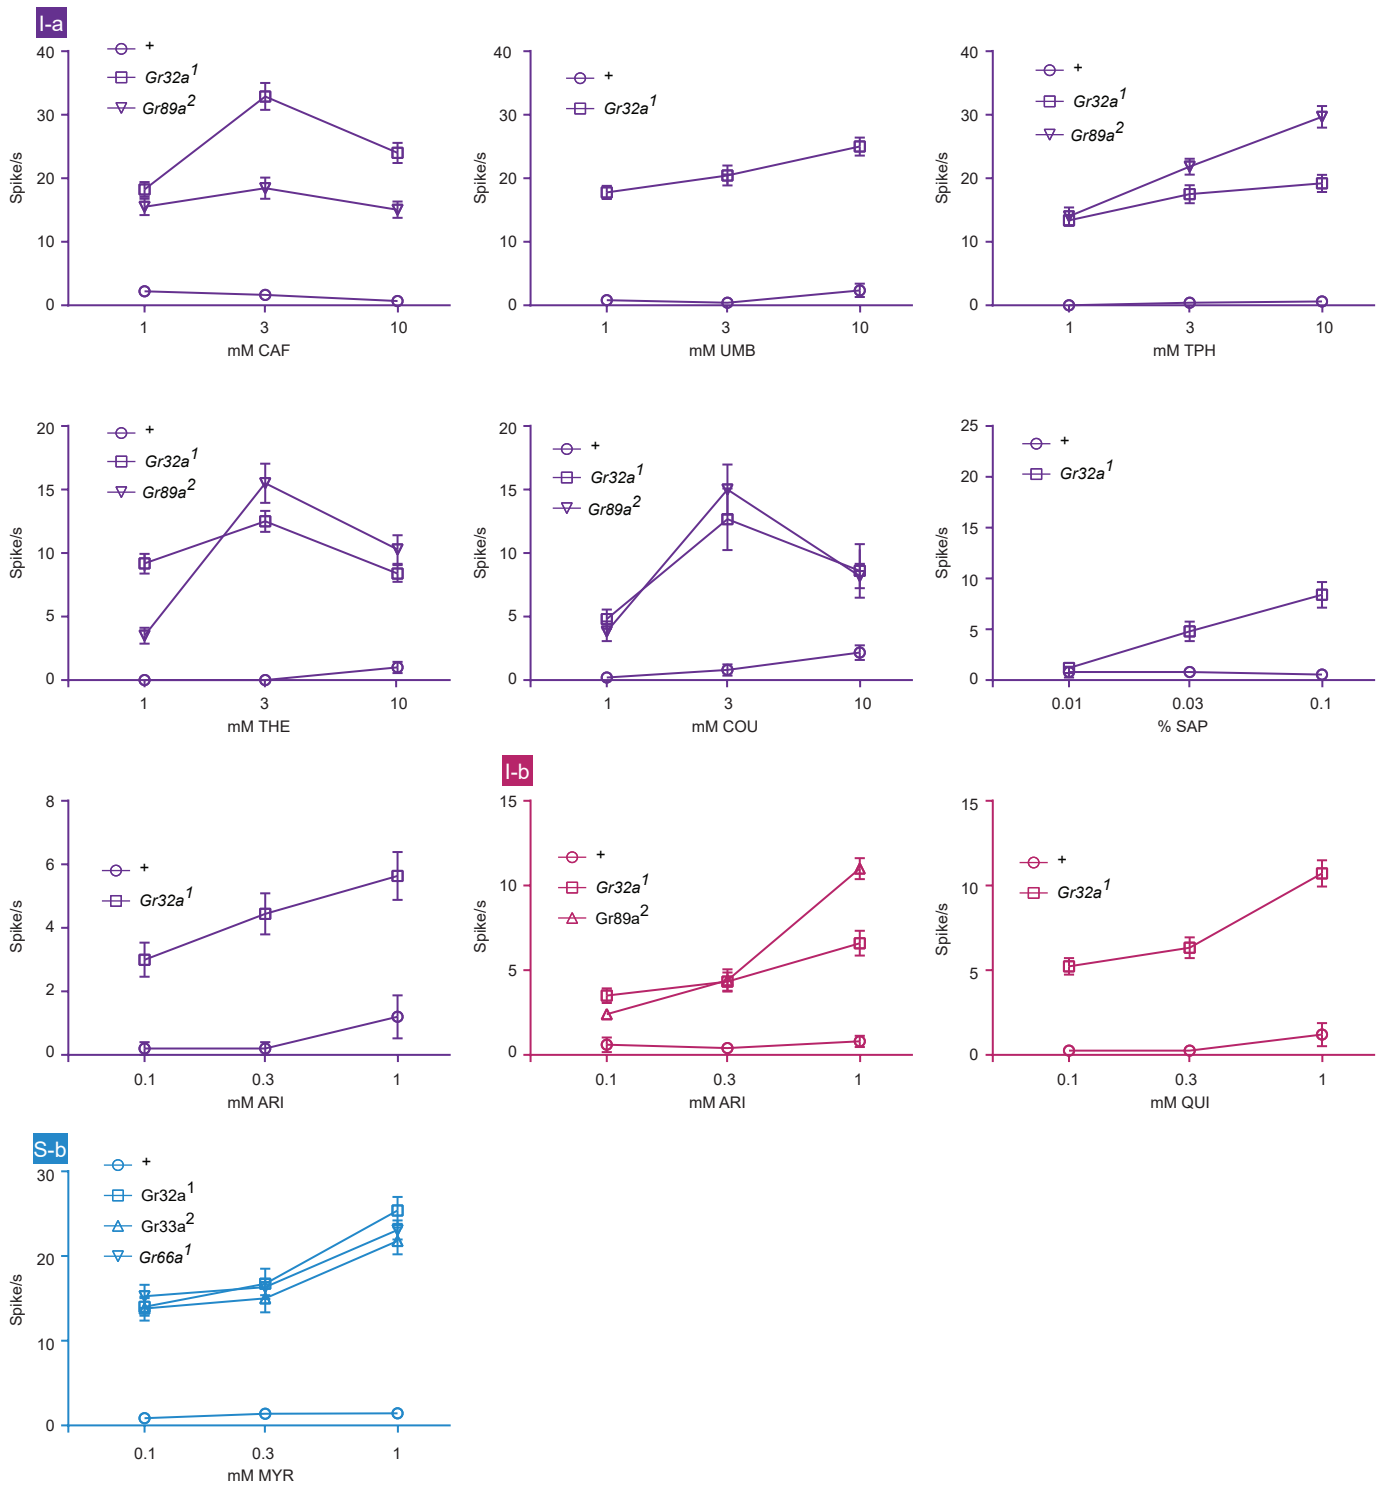 I-a
+
Gr32a1
Gr89a2
40
30
20
10
0
Spike/s
1 3 10
mM CAF
+
Gr32a1
40
30
20
10
0
Spike/s
1 3 10
mM UMB
+
Gr32a1
Gr89a2
40
30
20
10
0
Spike/s
1 3 10
mM TPH
+
Gr32a1
Gr89a2
20
15
10
5
0
Spike/s
1 3 10
mM THE
+
Gr32a1
Gr89a2
20
15
10
5
0
Spike/s
1 3 10
mM COU
+
Gr32a1
25
20
15
10
5
0
Spike/s
0.01 0.03 0.1
% SAP
+
Gr32a1
8
6
4
2
0
Spike/s
0.1 0.3 1
mM ARI
I-b
+
Gr32a1
Gr89a2
15
10
5
0
Spike/s
0.1 0.3 1
mM ARI
+
Gr32a1
15
10
5
0
Spike/s
0.1 0.3 1
mM QUI
S-b
+
Gr32a1
Gr33a2
Gr66a1
30
20
10
0
Spike/s
0.1 0.3 1
mM MYR